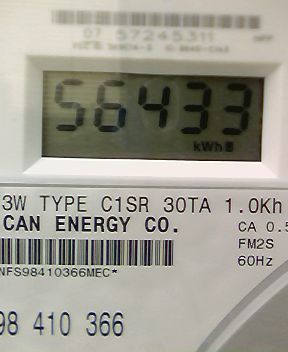 07 57245311
56433
kWh
3W TYPE C1SR 30TA 1.0Kh
CAN ENERGY CO.
CA 0.5
FM2S
NFS98410366MEC*
60Hz
98 410 366